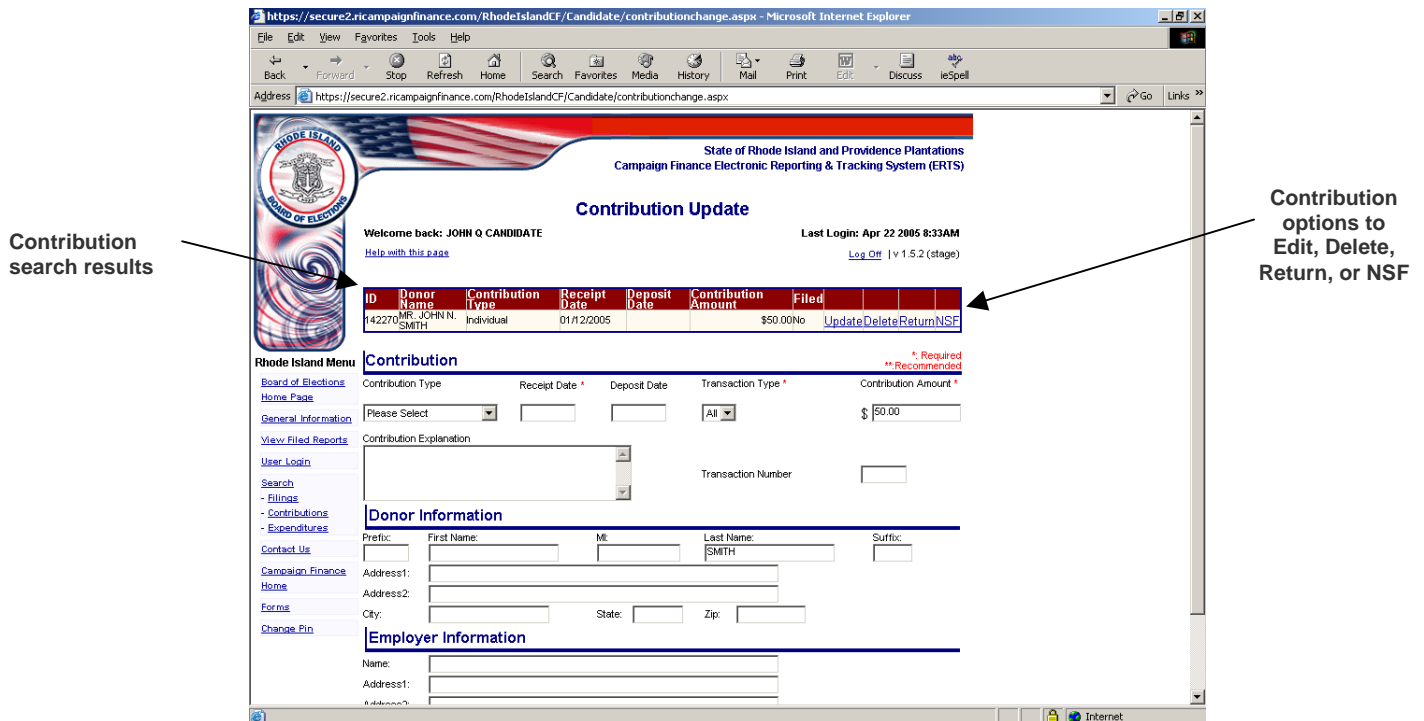 https://secure2.ricampaignfinance.com/RhodeIslandCF/Candidate/contributionchange.aspx - Microsoft Internet Explorer
File Edit View Favorites Tools Help
Back Forward Stop Refresh Home Search Favorites Media History Mail Print Edit Discuss ieSpell
Address https://secure2.ricampaignfinance.com/RhodeIslandCF/Candidate/contributionchange.aspx Go Links »
RHODE ISLAND
BOARD OF ELECTIONS
State of Rhode Island and Providence Plantations
Campaign Finance Electronic Reporting & Tracking System (ERTS)
Contribution Update
Welcome back: JOHN Q CANDIDATE Last Login: Apr 22 2005 8:33AM
Help with this page Log Off | v 1.5.2 (stage)
Contribution
search results
Contribution
options to
Edit, Delete,
Return, or NSF
ID Donor Name Contribution Type Receipt Date Deposit Date Contribution Amount Filed
142270 MR. JOHN N. SMITH Individual 01/12/2005 $50.00 No Update Delete Return NSF
Rhode Island Menu
Board of Elections
Home Page
General Information
View Filed Reports
User Login
Search
- Filings
- Contributions
- Expenditures
Contact Us
Campaign Finance
Home
Forms
Change Pin
Contribution
*: Required
**:Recommended
Contribution Type Receipt Date * Deposit Date Transaction Type * Contribution Amount *
Please Select All $ 50.00
Contribution Explanation
Transaction Number
Donor Information
Prefix: First Name: MI: Last Name: Suffix:
SMITH
Address1:
Address2:
City: State: Zip:
Employer Information
Name:
Address1:
Address2:
Internet